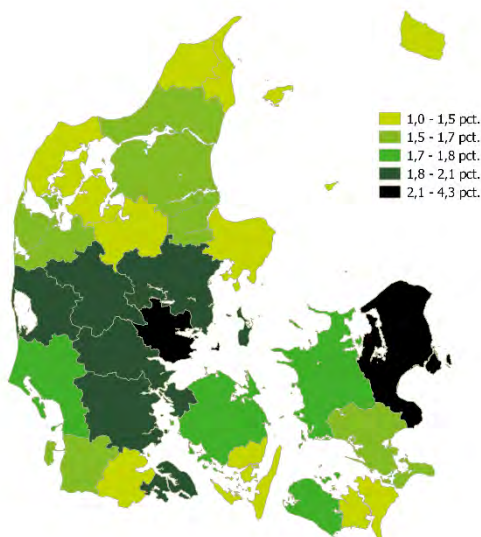 1,0 - 1,5 pct.
1,5 - 1,7 pct.
1,7 - 1,8 pct.
1,8 - 2,1 pct.
2,1 - 4,3 pct.